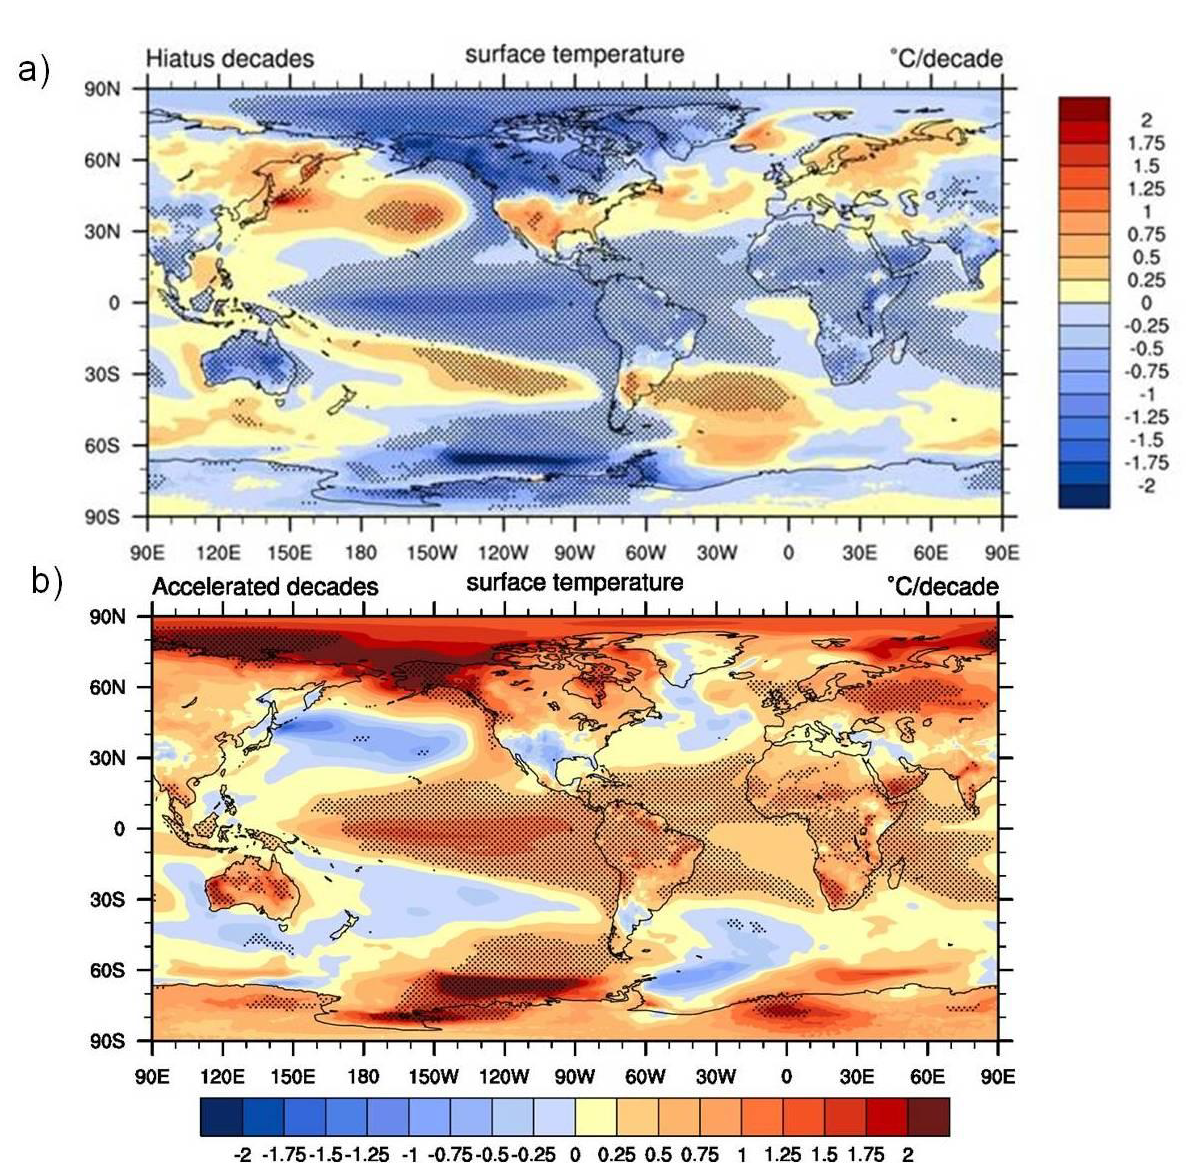 a)
Hiatus decades surface temperature °C/decade
90N
60N
30N
0
30S
60S
90S
90E 120E 150E 180 150W 120W 90W 60W 30W 0 30E 60E 90E
2
1.75
1.5
1.25
1
0.75
0.5
0.25
0
-0.25
-0.5
-0.75
-1
-1.25
-1.5
-1.75
-2
b)
Accelerated decades surface temperature °C/decade
90N
60N
30N
0
30S
60S
90S
90E 120E 150E 180 150W 120W 90W 60W 30W 0 30E 60E 90E
-2 -1.75 -1.5 -1.25 -1 -0.75 -0.5 -0.25 0 0.25 0.5 0.75 1 1.25 1.5 1.75 2